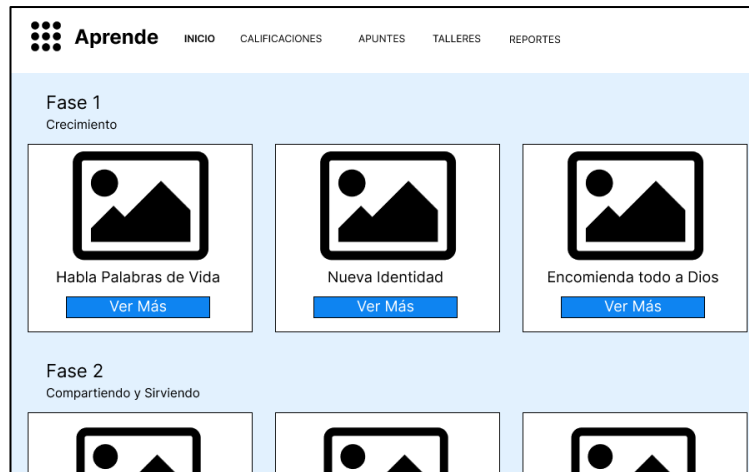 Aprende INICIO CALIFICACIONES APUNTES TALLERES REPORTES
Fase 1
Crecimiento
Habla Palabras de Vida
Ver Más
Nueva Identidad
Ver Más
Encomienda todo a Dios
Ver Más
Fase 2
Compartiendo y Sirviendo